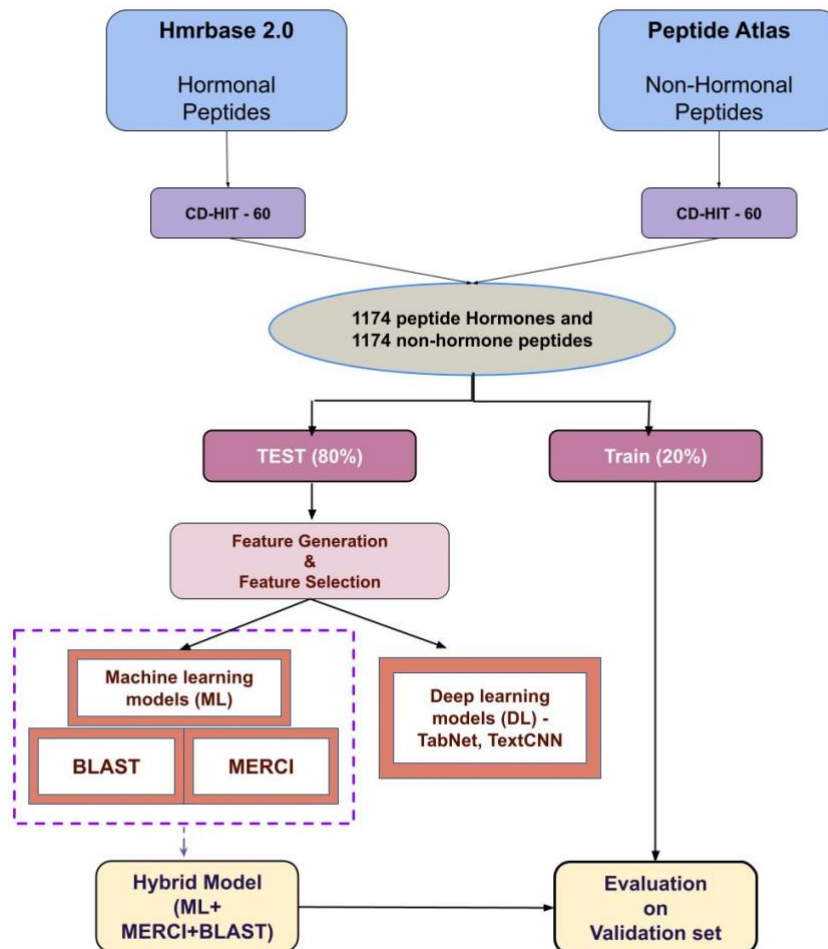 Hmrbase 2.0
Hormonal
Peptides
Peptide Atlas
Non-Hormonal
Peptides
CD-HIT - 60
CD-HIT - 60
1174 peptide Hormones and
1174 non-hormone peptides
TEST (80%)
Train (20%)
Feature Generation
&
Feature Selection
Machine learning
models (ML)
BLAST
MERCI
Deep learning
models (DL) -
TabNet, TextCNN
Hybrid Model
(ML+
MERCI+BLAST)
Evaluation
on
Validation set